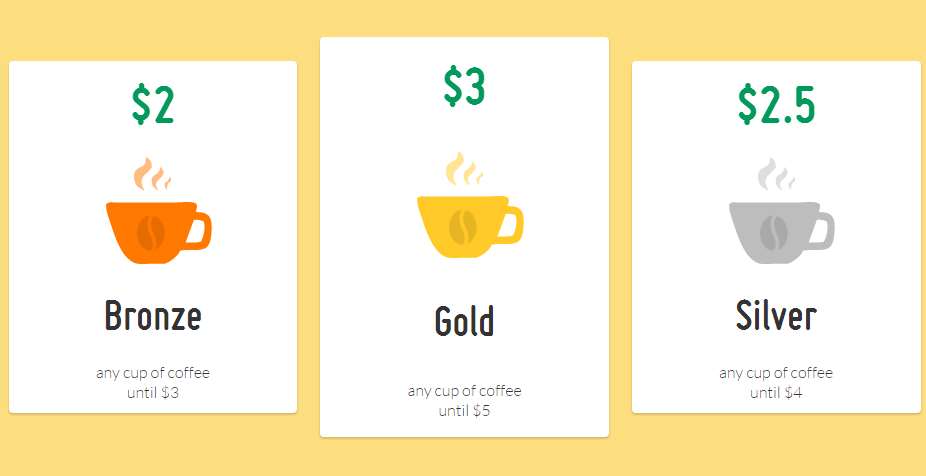 $2
Bronze
any cup of coffee
until $3
$3
Gold
any cup of coffee
until $5
$2.5
Silver
any cup of coffee
until $4